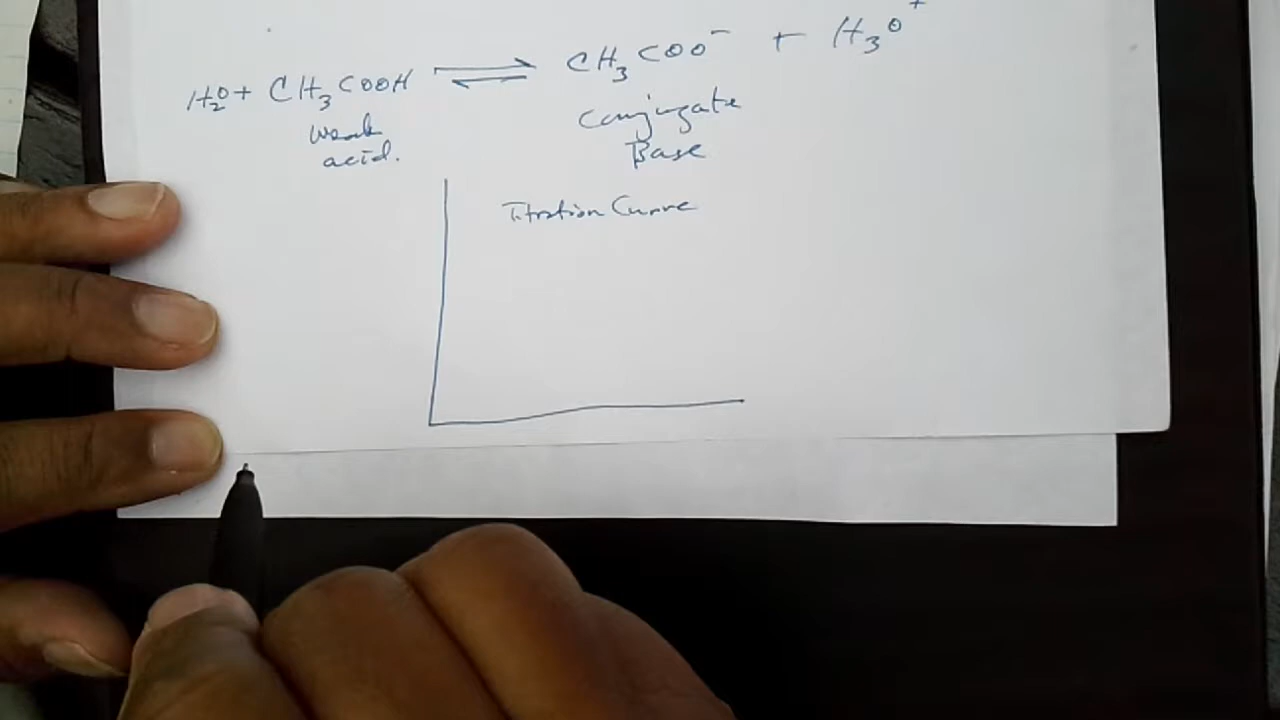 H₂O + CH₃COOH ⇌ CH₃COO⁻ + H₃O⁺
Weak
acid.
Conjugate
Base
Titration Curve